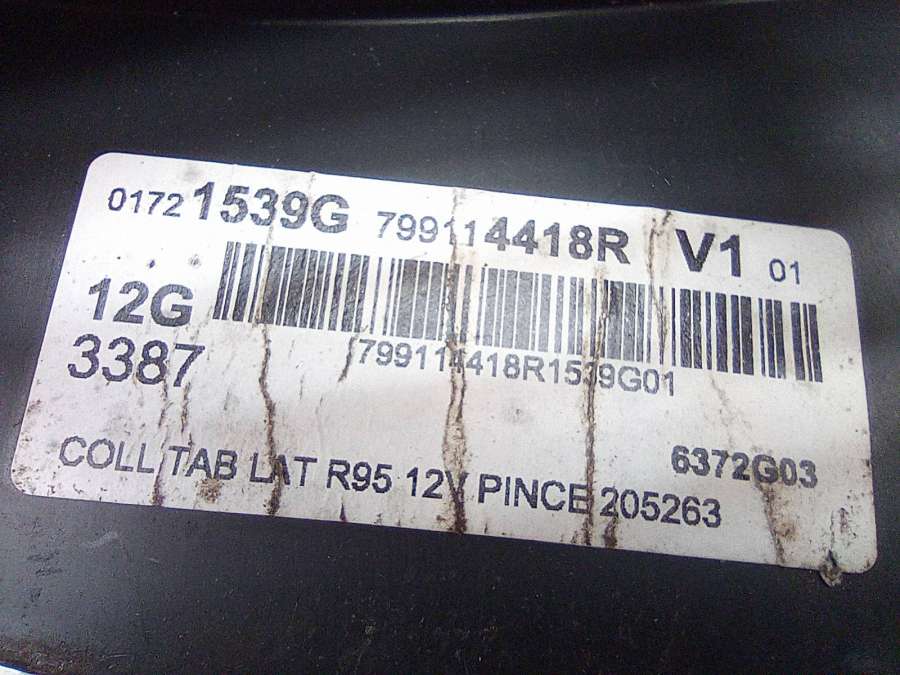 0172 1539G 799114418R V1 01
12G
3387
799114418R1539G01
6372G03
COLL TAB LAT R95 12V PINCE 205263